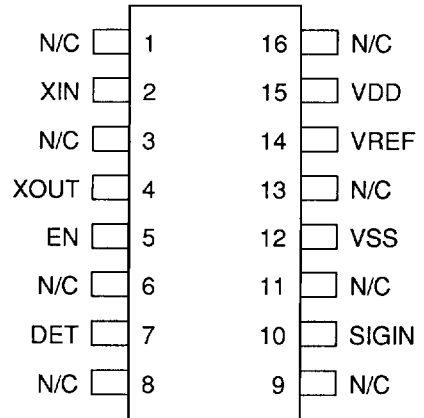 N/C 1 16 N/C
XIN 2 15 VDD
N/C 3 14 VREF
XOUT 4 13 N/C
EN 5 12 VSS
N/C 6 11 N/C
DET 7 10 SIGIN
N/C 8 9 N/C